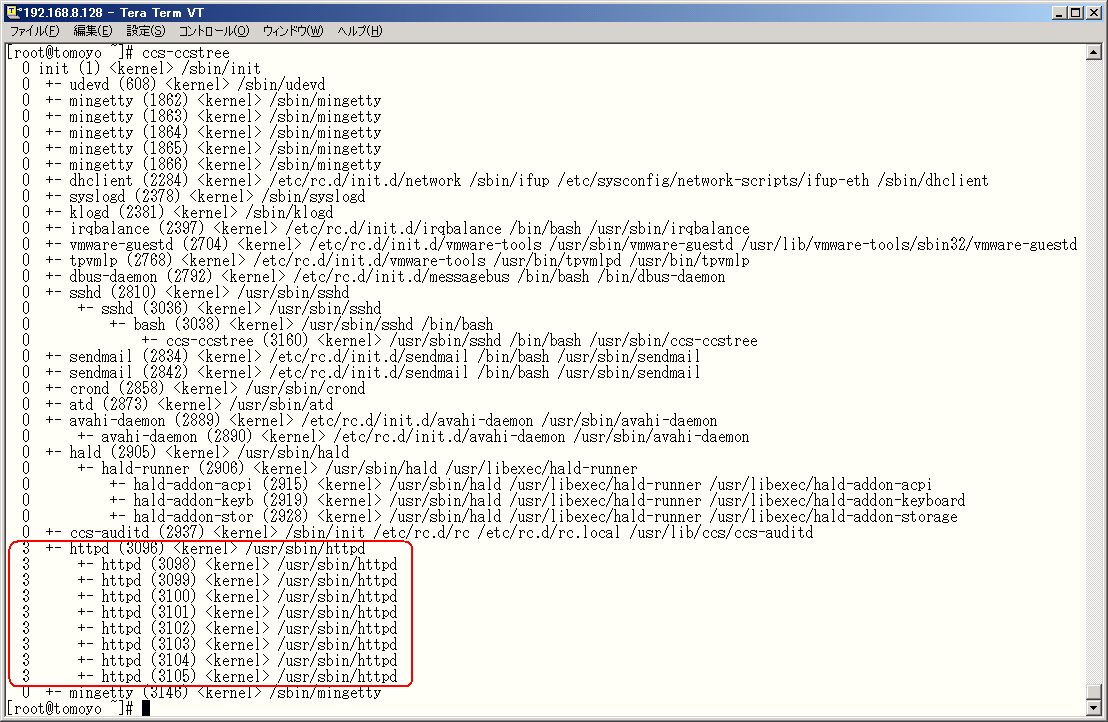 *192.168.8.128 - Tera Term VT
ファイル(F) 編集(E) 設定(S) コントロール(O) ウィンドウ(W) ヘルプ(H)
[root@tomoyo ~]# ccs-ccstree
0 init (1) <kernel> /sbin/init
0 +- udevd (608) <kernel> /sbin/udevd
0 +- mingetty (1862) <kernel> /sbin/mingetty
0 +- mingetty (1863) <kernel> /sbin/mingetty
0 +- mingetty (1864) <kernel> /sbin/mingetty
0 +- mingetty (1865) <kernel> /sbin/mingetty
0 +- mingetty (1866) <kernel> /sbin/mingetty
0 +- dhclient (2284) <kernel> /etc/rc.d/init.d/network /sbin/ifup /etc/sysconfig/network-scripts/ifup-eth /sbin/dhclient
0 +- syslogd (2378) <kernel> /sbin/syslogd
0 +- klogd (2381) <kernel> /sbin/klogd
0 +- irqbalance (2397) <kernel> /etc/rc.d/init.d/irqbalance /bin/bash /usr/sbin/irqbalance
0 +- vmware-guestd (2704) <kernel> /etc/rc.d/init.d/vmware-tools /usr/sbin/vmware-guestd /usr/lib/vmware-tools/sbin32/vmware-guestd
0 +- tpvmlp (2768) <kernel> /etc/rc.d/init.d/vmware-tools /usr/bin/tpvmlpd /usr/bin/tpvmlp
0 +- dbus-daemon (2792) <kernel> /etc/rc.d/init.d/messagebus /bin/bash /bin/dbus-daemon
0 +- sshd (2810) <kernel> /usr/sbin/sshd
0 +- sshd (3036) <kernel> /usr/sbin/sshd
0 +- bash (3038) <kernel> /usr/sbin/sshd /bin/bash
0 +- ccs-ccstree (3160) <kernel> /usr/sbin/sshd /bin/bash /usr/sbin/ccs-ccstree
0 +- sendmail (2834) <kernel> /etc/rc.d/init.d/sendmail /bin/bash /usr/sbin/sendmail
0 +- sendmail (2842) <kernel> /etc/rc.d/init.d/sendmail /bin/bash /usr/sbin/sendmail
0 +- crond (2858) <kernel> /usr/sbin/crond
0 +- atd (2873) <kernel> /usr/sbin/atd
0 +- avahi-daemon (2889) <kernel> /etc/rc.d/init.d/avahi-daemon /usr/sbin/avahi-daemon
0 +- avahi-daemon (2890) <kernel> /etc/rc.d/init.d/avahi-daemon /usr/sbin/avahi-daemon
0 +- hald (2905) <kernel> /usr/sbin/hald
0 +- hald-runner (2906) <kernel> /usr/sbin/hald /usr/libexec/hald-runner
0 +- hald-addon-acpi (2915) <kernel> /usr/sbin/hald /usr/libexec/hald-runner /usr/libexec/hald-addon-acpi
0 +- hald-addon-keyb (2919) <kernel> /usr/sbin/hald /usr/libexec/hald-runner /usr/libexec/hald-addon-keyboard
0 +- hald-addon-stor (2928) <kernel> /usr/sbin/hald /usr/libexec/hald-runner /usr/libexec/hald-addon-storage
0 +- ccs-auditd (2937) <kernel> /sbin/init /etc/rc.d/rc /etc/rc.d/rc.local /usr/lib/ccs/ccs-auditd
3 +- httpd (3096) <kernel> /usr/sbin/httpd
3 +- httpd (3098) <kernel> /usr/sbin/httpd
3 +- httpd (3099) <kernel> /usr/sbin/httpd
3 +- httpd (3100) <kernel> /usr/sbin/httpd
3 +- httpd (3101) <kernel> /usr/sbin/httpd
3 +- httpd (3102) <kernel> /usr/sbin/httpd
3 +- httpd (3103) <kernel> /usr/sbin/httpd
3 +- httpd (3104) <kernel> /usr/sbin/httpd
3 +- httpd (3105) <kernel> /usr/sbin/httpd
0 +- mingetty (3146) <kernel> /sbin/mingetty
[root@tomoyo ~]#